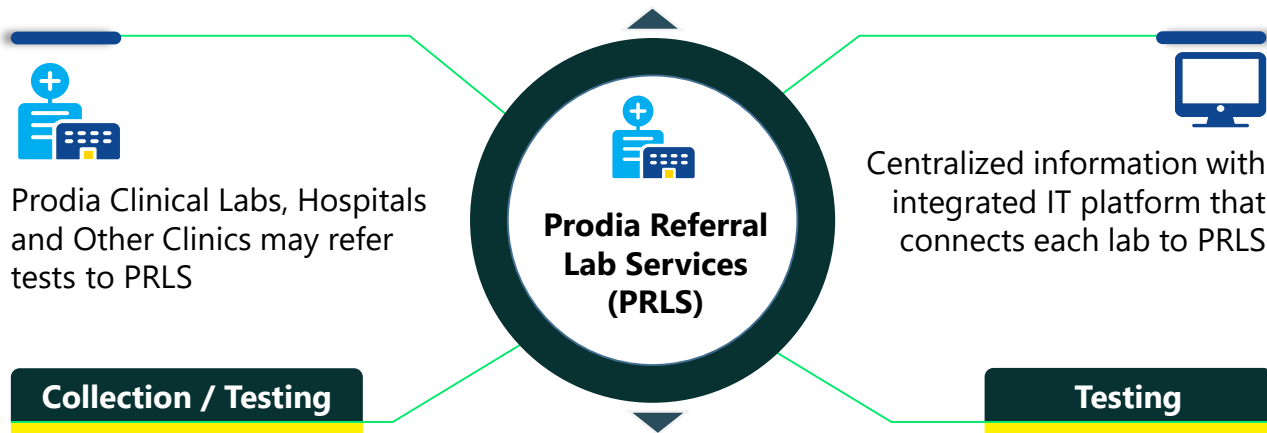 Prodia Clinical Labs, Hospitals
and Other Clinics may refer
tests to PRLS
Collection / Testing
Prodia Referral
Lab Services
(PRLS)
Centralized information with
integrated IT platform that
connects each lab to PRLS
Testing